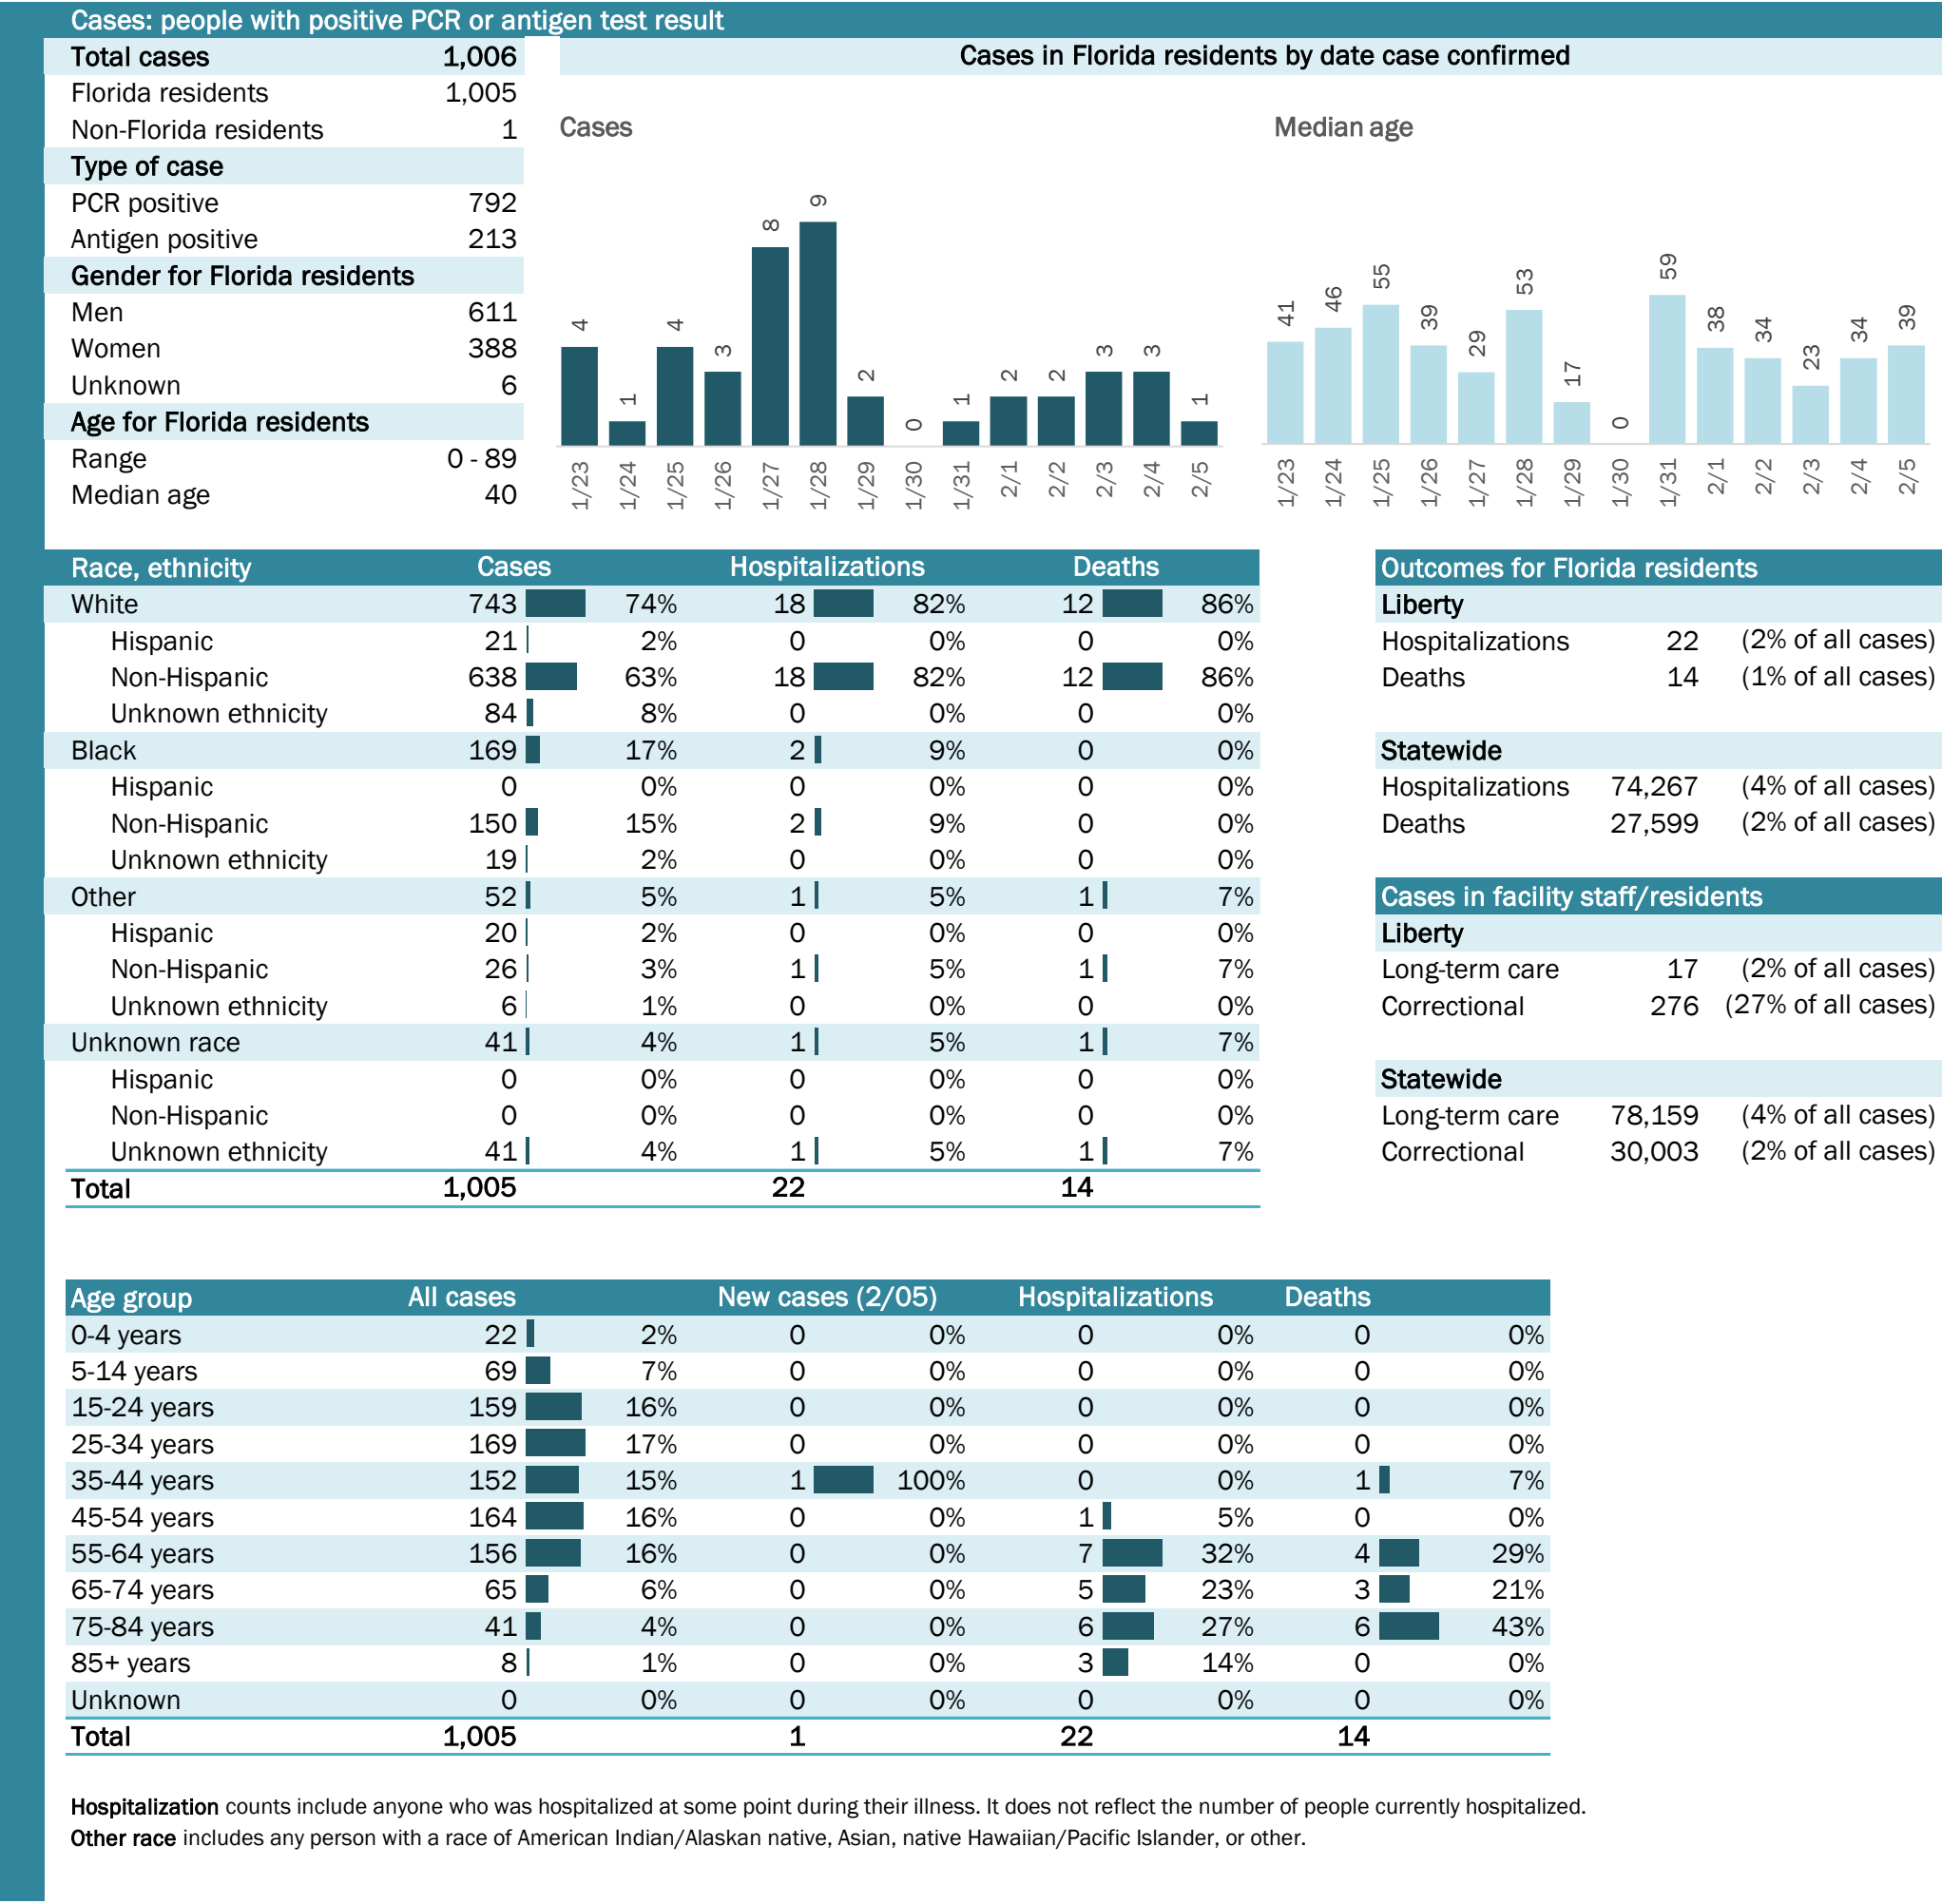 Cases: people with positive PCR or antigen test result
Total cases 1,006
Florida residents 1,005
Non-Florida residents 1
Type of case
PCR positive 792
Antigen positive 213
Gender for Florida residents
Men 611
Women 388
Unknown 6
Age for Florida residents
Range 0 - 89
Median age 40
Cases in Florida residents by date case confirmed
Cases
4 1 4 3 8 9 2 0 1 2 2 3 3 1
1/23 1/24 1/25 1/26 1/27 1/28 1/29 1/30 1/31 2/1 2/2 2/3 2/4 2/5
Median age
41 46 55 39 29 53 17 0 59 38 34 23 34 39
1/23 1/24 1/25 1/26 1/27 1/28 1/29 1/30 1/31 2/1 2/2 2/3 2/4 2/5
Race, ethnicity Cases Hospitalizations Deaths
White 743 74% 18 82% 12 86%
Hispanic 21 2% 0 0% 0 0%
Non-Hispanic 638 63% 18 82% 12 86%
Unknown ethnicity 84 8% 0 0% 0 0%
Black 169 17% 2 9% 0 0%
Hispanic 0 0% 0 0% 0 0%
Non-Hispanic 150 15% 2 9% 0 0%
Unknown ethnicity 19 2% 0 0% 0 0%
Other 52 5% 1 5% 1 7%
Hispanic 20 2% 0 0% 0 0%
Non-Hispanic 26 3% 1 5% 1 7%
Unknown ethnicity 6 1% 0 0% 0 0%
Unknown race 41 4% 1 5% 1 7%
Hispanic 0 0% 0 0% 0 0%
Non-Hispanic 0 0% 0 0% 0 0%
Unknown ethnicity 41 4% 1 5% 1 7%
Total 1,005 22 14
Outcomes for Florida residents
Liberty
Hospitalizations 22 (2% of all cases)
Deaths 14 (1% of all cases)
Statewide
Hospitalizations 74,267 (4% of all cases)
Deaths 27,599 (2% of all cases)
Cases in facility staff/residents
Liberty
Long-term care 17 (2% of all cases)
Correctional 276 (27% of all cases)
Statewide
Long-term care 78,159 (4% of all cases)
Correctional 30,003 (2% of all cases)
Age group All cases New cases (2/05) Hospitalizations Deaths
0-4 years 22 2% 0 0% 0 0% 0 0%
5-14 years 69 7% 0 0% 0 0% 0 0%
15-24 years 159 16% 0 0% 0 0% 0 0%
25-34 years 169 17% 0 0% 0 0% 0 0%
35-44 years 152 15% 1 100% 0 0% 1 7%
45-54 years 164 16% 0 0% 1 5% 0 0%
55-64 years 156 16% 0 0% 7 32% 4 29%
65-74 years 65 6% 0 0% 5 23% 3 21%
75-84 years 41 4% 0 0% 6 27% 6 43%
85+ years 8 1% 0 0% 3 14% 0 0%
Unknown 0 0% 0 0% 0 0% 0 0%
Total 1,005 1 22 14
Hospitalization counts include anyone who was hospitalized at some point during their illness. It does not reflect the number of people currently hospitalized.
Other race includes any person with a race of American Indian/Alaskan native, Asian, native Hawaiian/Pacific Islander, or other.